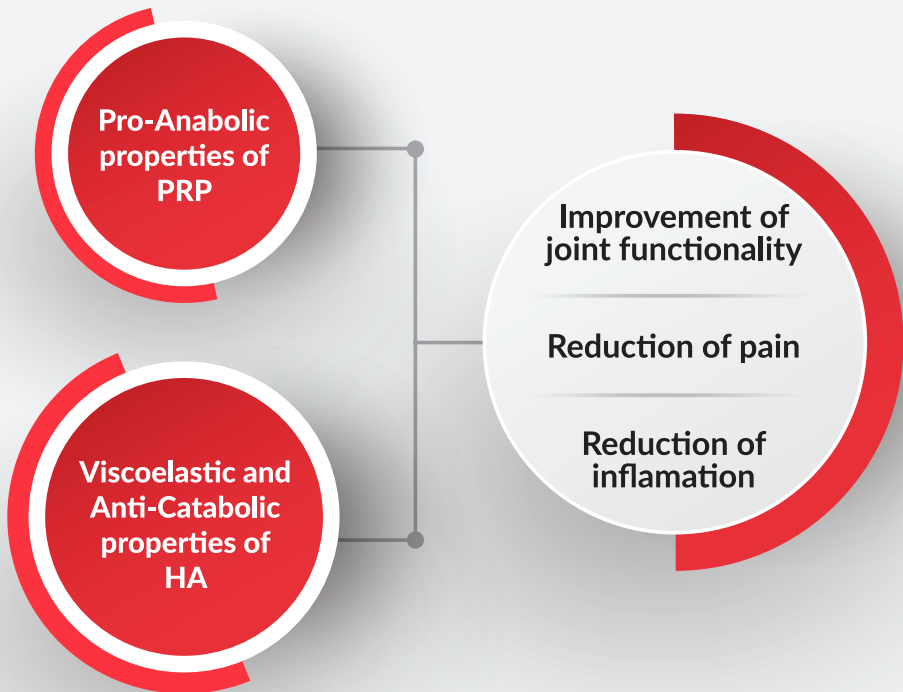 Pro-Anabolic
properties of
PRP
Viscoelastic and
Anti-Catabolic
properties of
HA
Improvement of
joint functionality
Reduction of pain
Reduction of
inflamation